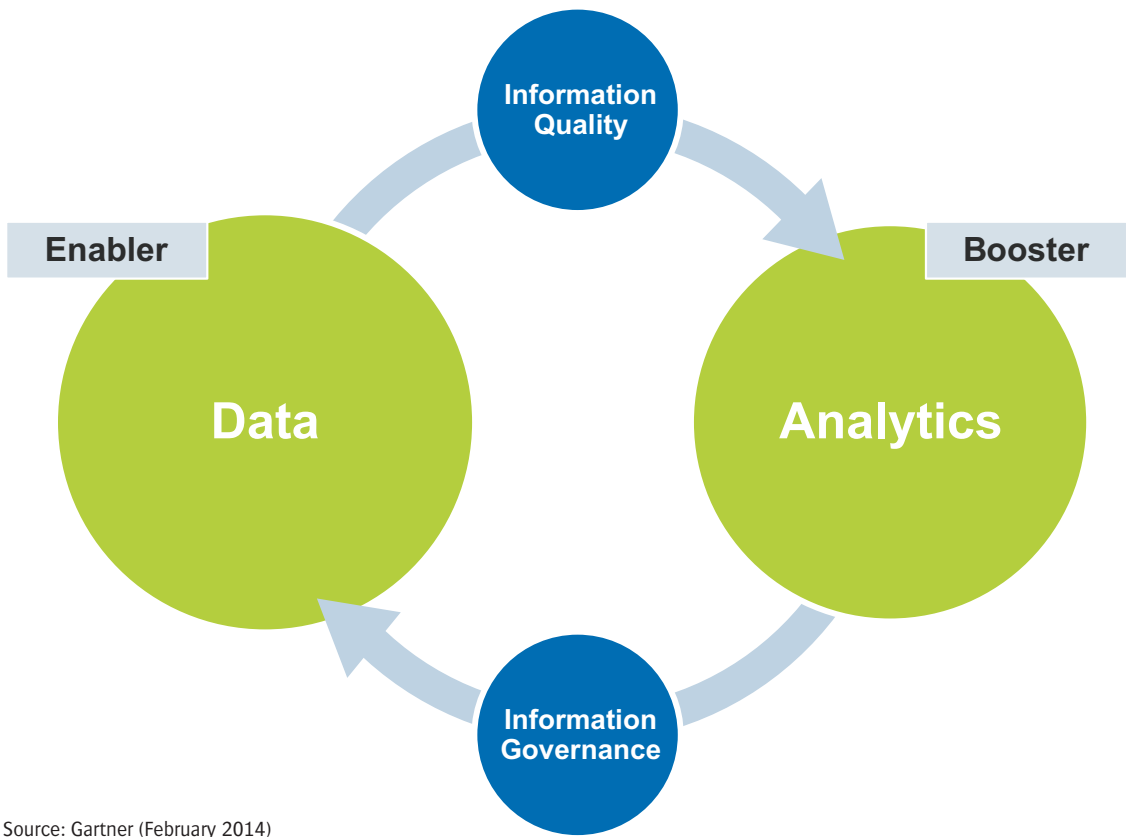 Information
Quality
Enabler
Booster
Data
Analytics
Information
Governance
Source: Gartner (February 2014)